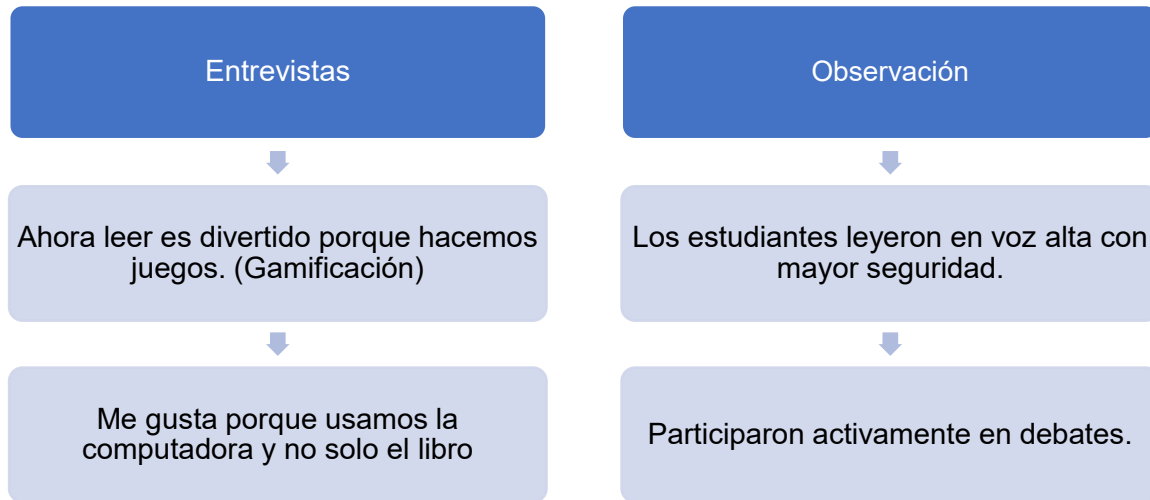 Entrevistas
Ahora leer es divertido porque hacemos
juegos. (Gamificación)
Me gusta porque usamos la
computadora y no solo el libro
Observación
Los estudiantes leyeron en voz alta con
mayor seguridad.
Participaron activamente en debates.